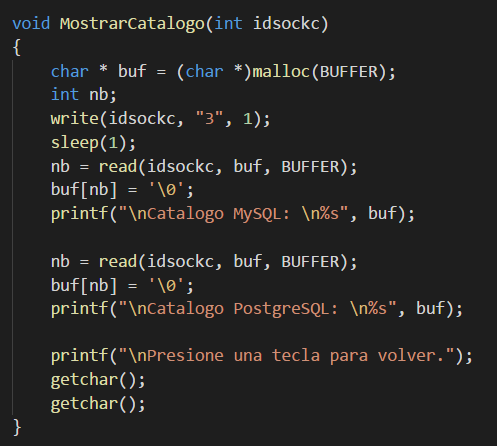 void MostrarCatalogo(int idsockc)
{
    char * buf = (char *)malloc(BUFFER);
    int nb;
    write(idsockc, "3", 1);
    sleep(1);
    nb = read(idsockc, buf, BUFFER);
    buf[nb] = '\0';
    printf("\nCatalogo MySQL: \n%s", buf);

    nb = read(idsockc, buf, BUFFER);
    buf[nb] = '\0';
    printf("\nCatalogo PostgreSQL: \n%s", buf);

    printf("\nPresione una tecla para volver.");
    getchar();
    getchar();
}